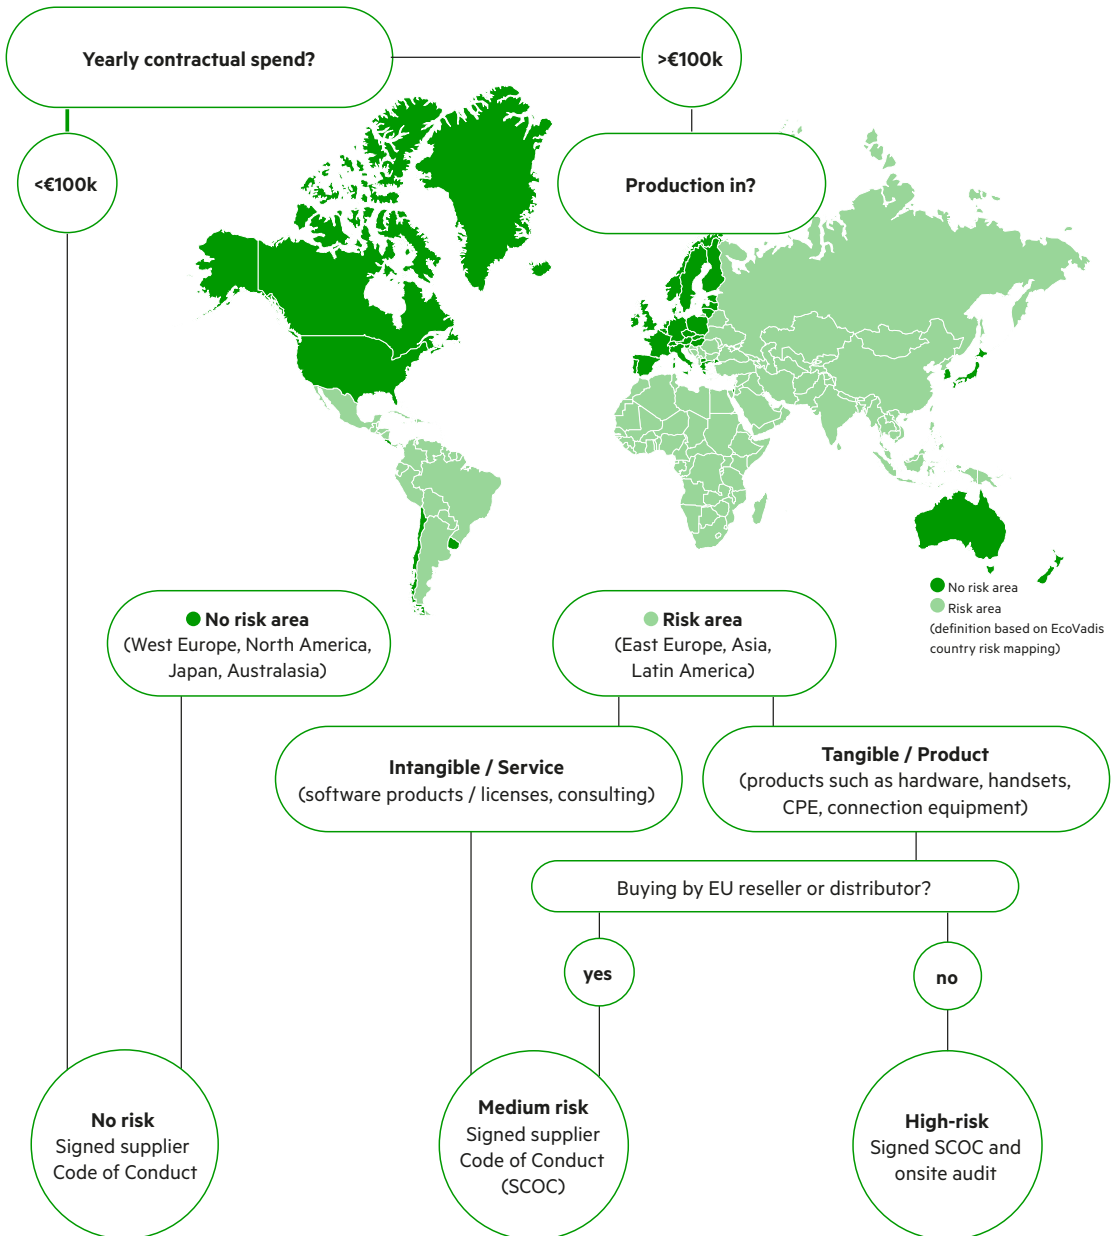 Yearly contractual spend?
>€100k
<€100k
Production in?
No risk area
Risk area
(definition based on EcoVadis
country risk mapping)
No risk area
(West Europe, North America,
Japan, Australasia)
Risk area
(East Europe, Asia,
Latin America)
Intangible / Service
(software products / licenses, consulting)
Tangible / Product
(products such as hardware, handsets,
CPE, connection equipment)
Buying by EU reseller or distributor?
yes
no
No risk
Signed supplier
Code of Conduct
Medium risk
Signed supplier
Code of Conduct
(SCOC)
High-risk
Signed SCOC and
onsite audit